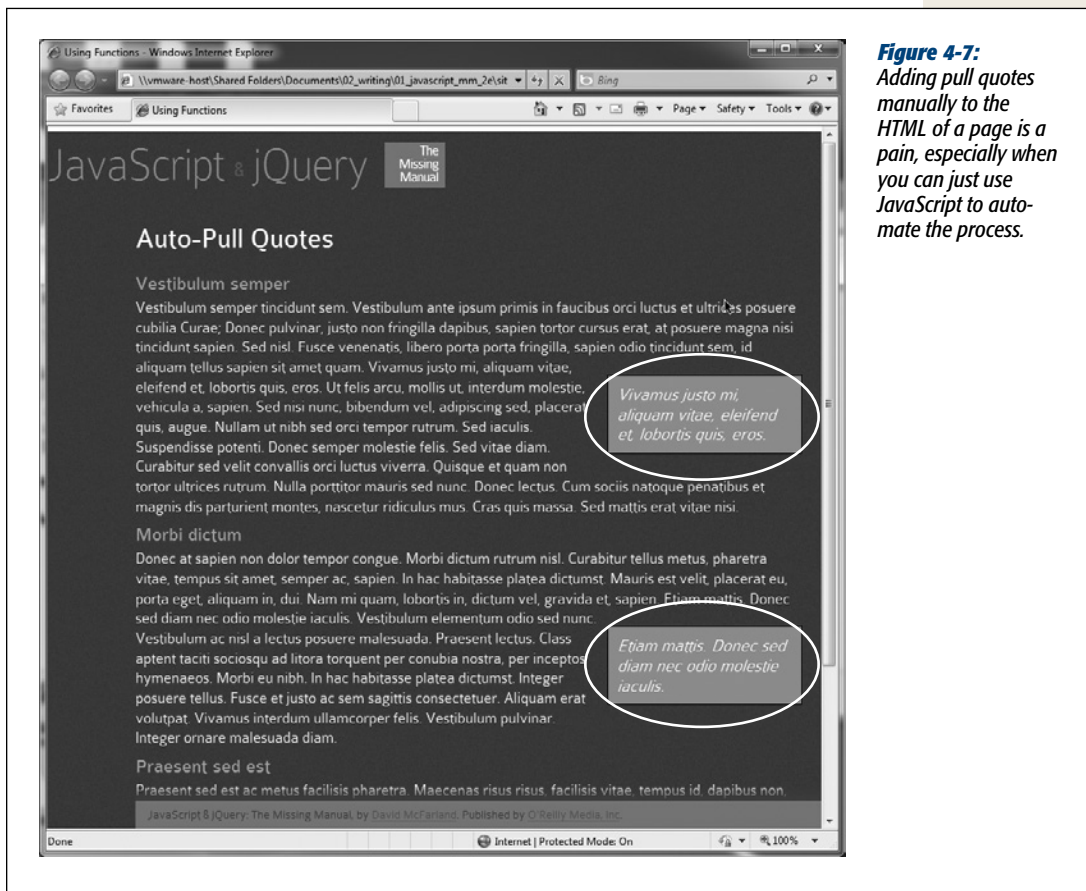 Using Functions - Windows Internet Explorer
\\vmware-host\Shared Folders\Documents\02_writing\01_javascript_mm_2e\sit
Bing
Favorites
Using Functions
Page
Safety
Tools
JavaScript & jQuery
The
Missing
Manual
Auto-Pull Quotes
Vestibulum semper
Vestibulum semper tincidunt sem. Vestibulum ante ipsum primis in faucibus orci luctus et ultrices posuere
cubilia Curae; Donec pulvinar, justo non fringilla dapibus, sapien tortor cursus erat, at posuere magna nisi
tincidunt sapien. Sed nisl. Fusce venenatis, libero porta porta fringilla, sapien odio tincidunt sem, id
aliquam tellus sapien sit amet quam. Vivamus justo mi, aliquam vitae,
eleifend et, lobortis quis, eros. Ut felis arcu, mollis ut, interdum molestie,
vehicula a, sapien. Sed nisi nunc, bibendum vel, adipiscing sed, placerat
quis, augue. Nullam ut nibh sed orci tempor rutrum. Sed iaculis.
Suspendisse potenti. Donec semper molestie felis. Sed vitae diam.
Curabitur sed velit convallis orci luctus viverra. Quisque et quam non
tortor ultrices rutrum. Nulla porttitor mauris sed nunc. Donec lectus. Cum sociis natoque penatibus et
magnis dis parturient montes, nascetur ridiculus mus. Cras quis massa. Sed mattis erat vitae nisi.
Vivamus justo mi,
aliquam vitae, eleifend
et, lobortis quis, eros.
Morbi dictum
Donec at sapien non dolor tempor congue. Morbi dictum rutrum nisl. Curabitur tellus metus, pharetra
vitae, tempus sit amet, semper ac, sapien. In hac habitasse platea dictumst. Mauris est velit, placerat eu,
porta eget, aliquam in, dui. Nam mi quam, lobortis in, dictum vel, gravida et, sapien. Etiam mattis. Donec
sed diam nec odio molestie iaculis. Vestibulum elementum odio sed nunc.
Vestibulum ac nisl a lectus posuere malesuada. Praesent lectus. Class
aptent taciti sociosqu ad litora torquent per conubia nostra, per inceptos
hymenaeos. Morbi eu nibh. In hac habitasse platea dictumst. Integer
posuere tellus. Fusce et justo ac sem sagittis consectetuer. Aliquam erat
volutpat. Vivamus interdum ullamcorper felis. Vestibulum pulvinar.
Integer ornare malesuada diam.
Etiam mattis. Donec sed
diam nec odio molestie
iaculis.
Praesent sed est
Praesent sed est ac metus facilisis pharetra. Maecenas risus risus, facilisis vitae, tempus id, dapibus non,
JavaScript & jQuery: The Missing Manual, by David McFarland. Published by O'Reilly Media, Inc.
Done
Internet | Protected Mode: On
100%
Figure 4-7:
Adding pull quotes
manually to the
HTML of a page is a
pain, especially when
you can just use
JavaScript to auto-
mate the process.